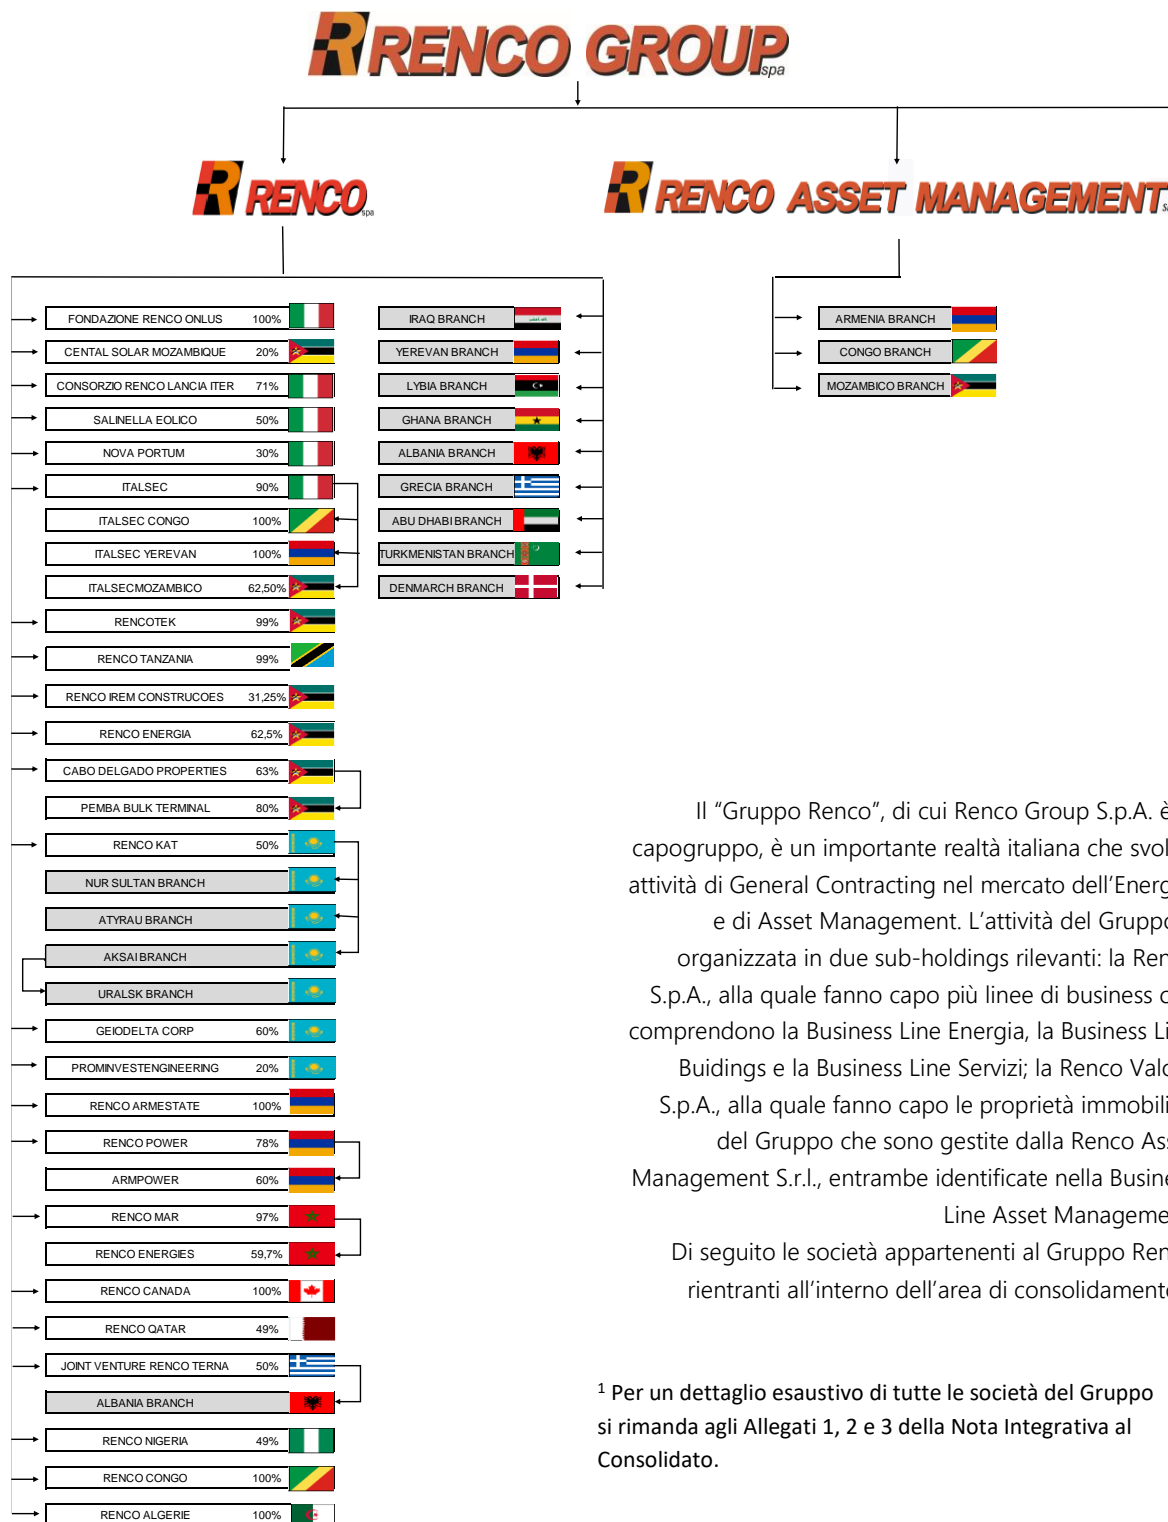 RENCO GROUP spa
RENCO spa
RENCO ASSET MANAGEMENT
FONDAZIONE RENCO ONLUS 100%
CENTAL SOLAR MOZAMBIQUE 20%
CONSORZIO RENCO LANCIA ITER 71%
SALINELLA EOLICO 50%
NOVA PORTUM 30%
ITALSEC 90%
ITALSEC CONGO 100%
ITALSEC YEREVAN 100%
ITALSECMOZAMBICO 62,50%
RENCOTEK 99%
RENCO TANZANIA 99%
RENCO IREM CONSTRUCOES 31,25%
RENCO ENERGIA 62,5%
CABO DELGADO PROPERTIES 63%
PEMBA BULK TERMINAL 80%
RENCO KAT 50%
NUR SULTAN BRANCH
ATYRAU BRANCH
AKSAI BRANCH
URALSK BRANCH
GEIODELTA CORP 60%
PROMINVESTENGINEERING 20%
RENCO ARMESTATE 100%
RENCO POWER 78%
ARMPOWER 60%
RENCO MAR 97%
RENCO ENERGIES 59,7%
RENCO CANADA 100%
RENCO QATAR 49%
JOINT VENTURE RENCO TERNA 50%
ALBANIA BRANCH
RENCO NIGERIA 49%
RENCO CONGO 100%
RENCO ALGERIE 100%
IRAQ BRANCH
YEREVAN BRANCH
LYBIA BRANCH
GHANA BRANCH
ALBANIA BRANCH
GRECIA BRANCH
ABU DHABI BRANCH
TURKMENISTAN BRANCH
DENMARCH BRANCH
ARMENIA BRANCH
CONGO BRANCH
MOZAMBICO BRANCH
Il “Gruppo Renco”, di cui Renco Group S.p.A. è
capogruppo, è un importante realtà italiana che svol
attività di General Contracting nel mercato dell’Energ
e di Asset Management. L’attività del Gruppo
organizzata in due sub-holdings rilevanti: la Ren
S.p.A., alla quale fanno capo più linee di business c
comprendono la Business Line Energia, la Business Li
Buidings e la Business Line Servizi; la Renco Valo
S.p.A., alla quale fanno capo le proprietà immobili
del Gruppo che sono gestite dalla Renco Ass
Management S.r.l., entrambe identificate nella Busine
Line Asset Manageme
Di seguito le società appartenenti al Gruppo Ren
rientranti all’interno dell’area di consolidamento
1 Per un dettaglio esaustivo di tutte le società del Gruppo
si rimanda agli Allegati 1, 2 e 3 della Nota Integrativa al
Consolidato.